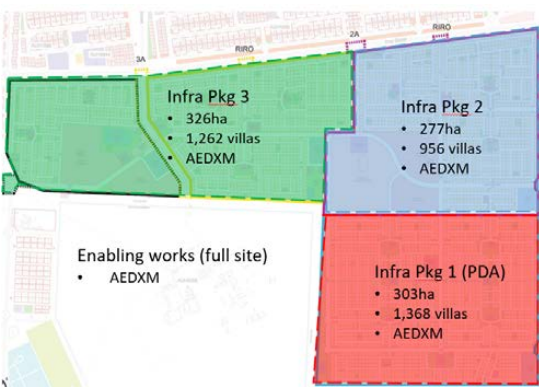 3A
RIRO
2A
RIRO
Infra Pkg 3
• 326ha
• 1,262 villas
• AEDXM
Infra Pkg 2
• 277ha
• 956 villas
• AEDXM
Enabling works (full site)
• AEDXM
Infra Pkg 1 (PDA)
• 303ha
• 1,368 villas
• AEDXM